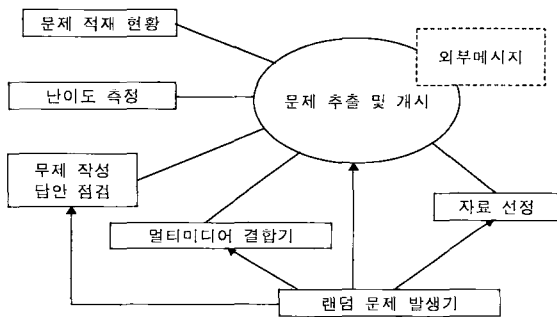 문제 적재 현황
외부메시지
문제 추출 및 개시
난이도 측정
무제 작성
답안 점검
자료 선정
멀티미디어 결합기
랜덤 문제 발생기